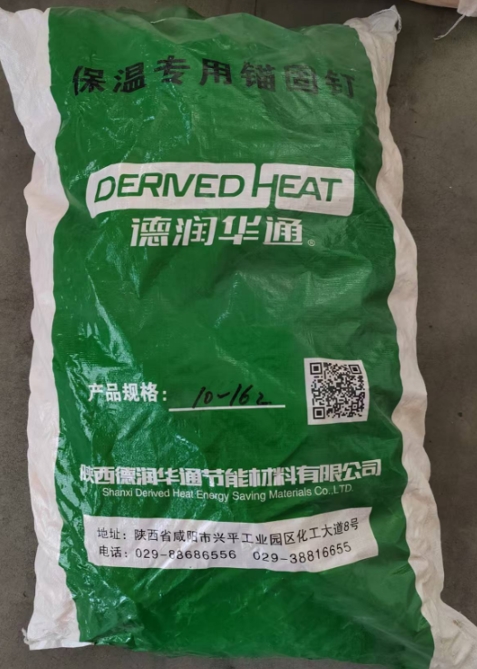 保温专用锚固钉
DERIVED HEAT
德润华通®
产品规格：10-162
陕西德润华通节能材料有限公司
Shanxi Derived Heat Energy Saving Materials Co.,LTD.
地址：陕西省咸阳市兴平工业园区化工大道8号
电话：029-88686556 029-38816655